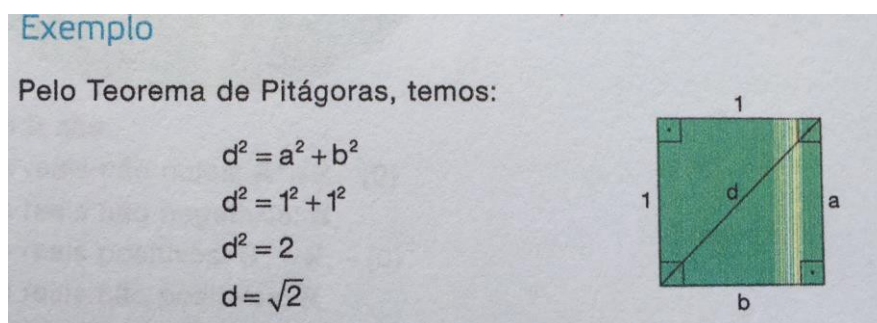 Exemplo
Pelo Teorema de Pitágoras, temos:
d² = a² + b²
d² = 1² + 1²
d² = 2
d = √2
1
1
d
a
b